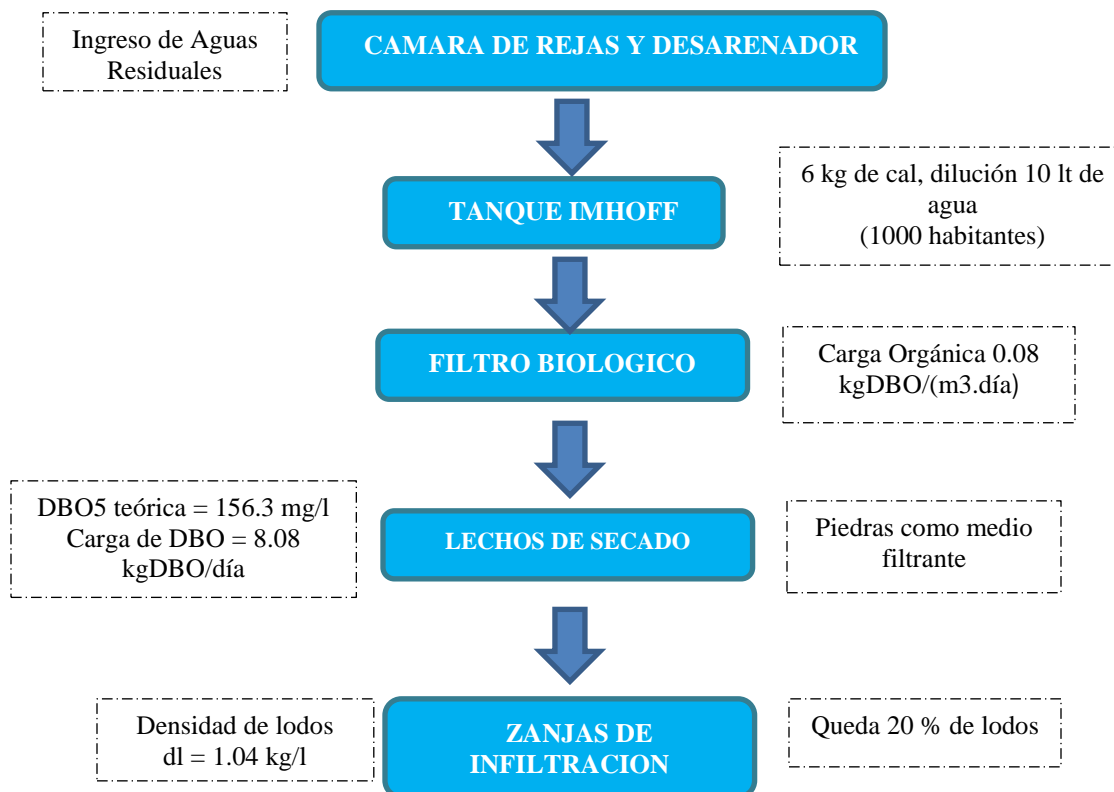 Ingreso de Aguas
Residuales
CAMARA DE REJAS Y DESARENADOR
6 kg de cal, dilución 10 lt de
agua
(1000 habitantes)
TANQUE IMHOFF
FILTRO BIOLOGICO
Carga Orgánica 0.08
kgDBO/(m3.día)
DBO5 teórica = 156.3 mg/l
Carga de DBO = 8.08
kgDBO/día
LECHOS DE SECADO
Piedras como medio
filtrante
Densidad de lodos
dl = 1.04 kg/l
ZANJAS DE
INFILTRACION
Queda 20 % de lodos